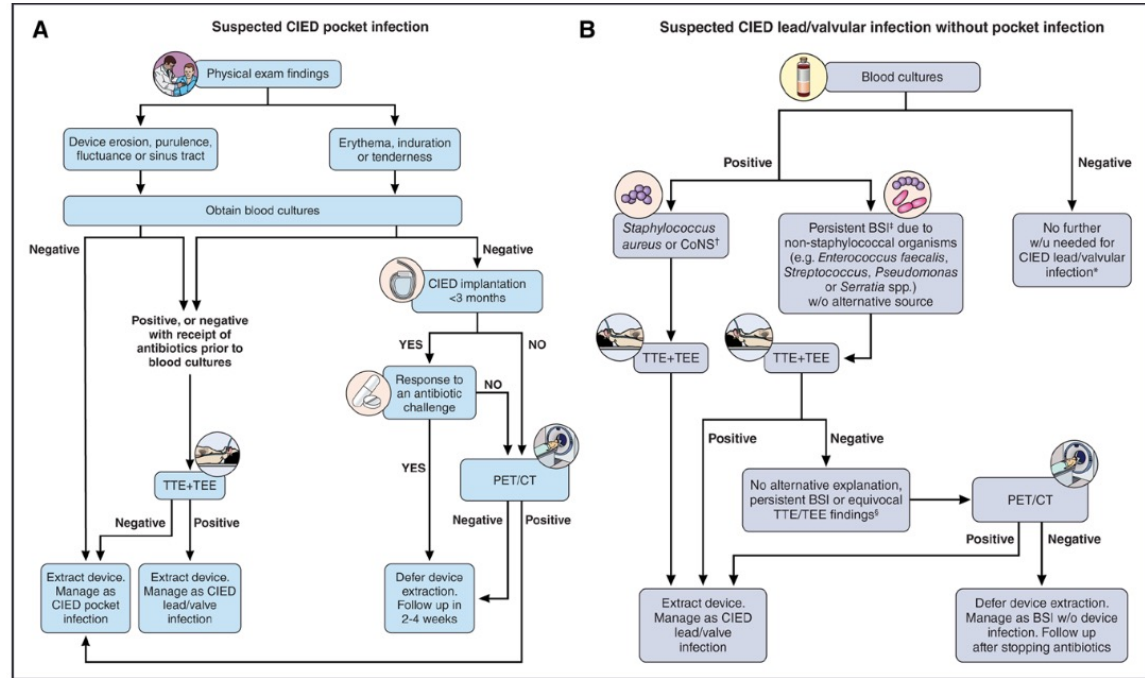 A
Suspected CIED pocket infection
Physical exam findings
Device erosion, purulence,
fluctuance or sinus tract
Erythema, induration
or tenderness
Obtain blood cultures
Negative
Negative
CIED implantation
<3 months
Positive, or negative
with receipt of
antibiotics prior to
blood cultures
YES
NO
Response to
an antibiotic
challenge
NO
YES
TTE+TEE
PET/CT
Negative
Positive
Negative
Positive
Extract device.
Manage as
CIED pocket
infection
Extract device.
Manage as CIED
lead/valve
infection
Defer device
extraction.
Follow up in
2-4 weeks
B
Suspected CIED lead/valvular infection without pocket infection
Blood cultures
Positive
Negative
Staphylococcus
aureus or CoNS†
Persistent BSI‡ due to
non-staphylococcal organisms
(e.g. Enterococcus faecalis,
Streptococcus, Pseudomonas
or Serratia spp.)
w/o alternative source
No further
w/u needed for
CIED lead/valvular
infection*
TTE+TEE
TTE+TEE
Positive
Negative
No alternative explanation,
persistent BSI or equivocal
TTE/TEE findings§
PET/CT
Positive
Negative
Extract device.
Manage as CIED
lead/valve
infection
Defer device extraction.
Manage as BSI w/o device
infection. Follow up
after stopping antibiotics